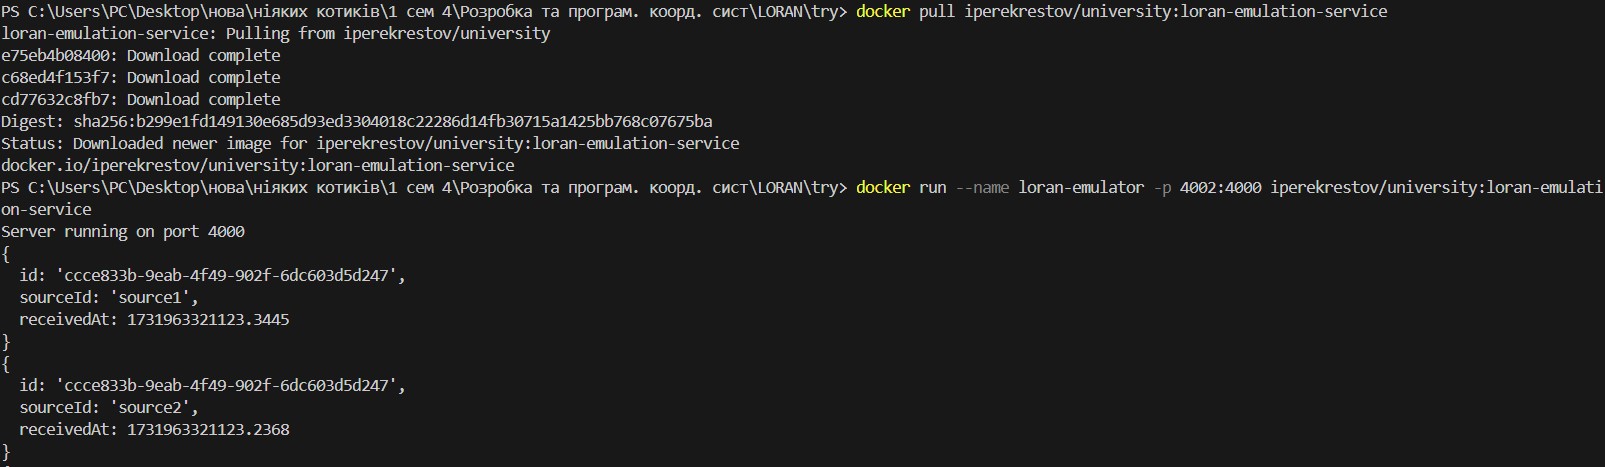 PS C:\Users\PC\Desktop\нова\ніяких котиків\1 сем 4\Розробка та програм. коорд. сист\LORAN\try> docker pull iperekrestov/university:loran-emulation-service
loran-emulation-service: Pulling from iperekrestov/university
e75eb4b08400: Download complete
c68ed4f153f7: Download complete
cd77632c8fb7: Download complete
Digest: sha256:b299e1fd149130e685d93ed3304018c22286d14fb30715a1425bb768c07675ba
Status: Downloaded newer image for iperekrestov/university:loran-emulation-service
docker.io/iperekrestov/university:loran-emulation-service
PS C:\Users\PC\Desktop\нова\ніяких котиків\1 сем 4\Розробка та програм. коорд. сист\LORAN\try> docker run --name loran-emulator -p 4002:4000 iperekrestov/university:loran-emulati
on-service
Server running on port 4000
{
  id: 'ccce833b-9eab-4f49-902f-6dc603d5d247',
  sourceId: 'source1',
  receivedAt: 1731963321123.3445
}
{
  id: 'ccce833b-9eab-4f49-902f-6dc603d5d247',
  sourceId: 'source2',
  receivedAt: 1731963321123.2368
}